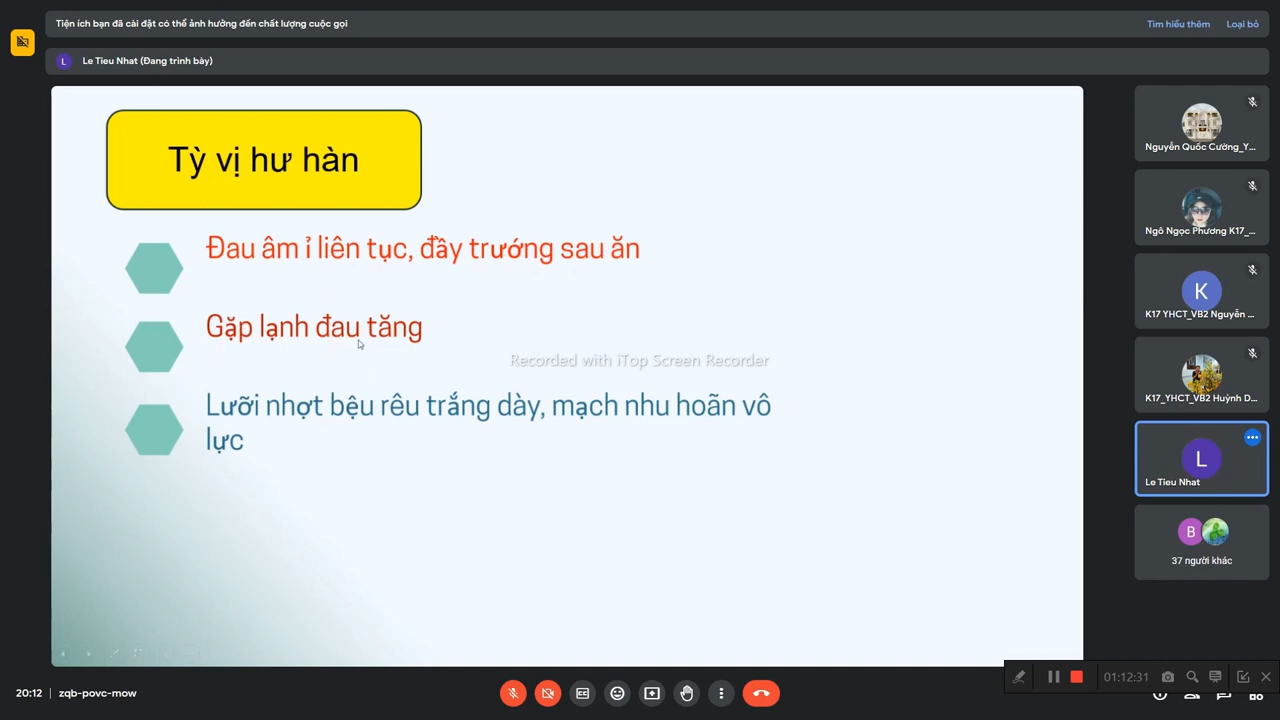 Tiện ích bạn đã cài đặt có thể ảnh hưởng đến chất lượng cuộc gọi
Tìm hiểu thêm
Loại bỏ
L
Le Tieu Nhat (Đang trình bày)
Tỳ vị hư hàn
Đau âm ỉ liên tục, đầy trướng sau ăn
Gặp lạnh đau tăng
Recorded with iTop Screen Recorder
Lưỡi nhợt bệu rêu trắng dày, mạch nhu hoãn vô
lực
Nguyễn Quốc Cường_Y...
Ngô Ngọc Phương K17_...
K
K17 YHCT_VB2 Nguyễn ...
K17_YHCT_VB2 Huỳnh D...
L
Le Tieu Nhat
B
37 người khác
20:12 | zqb-povc-mow
01:12:31